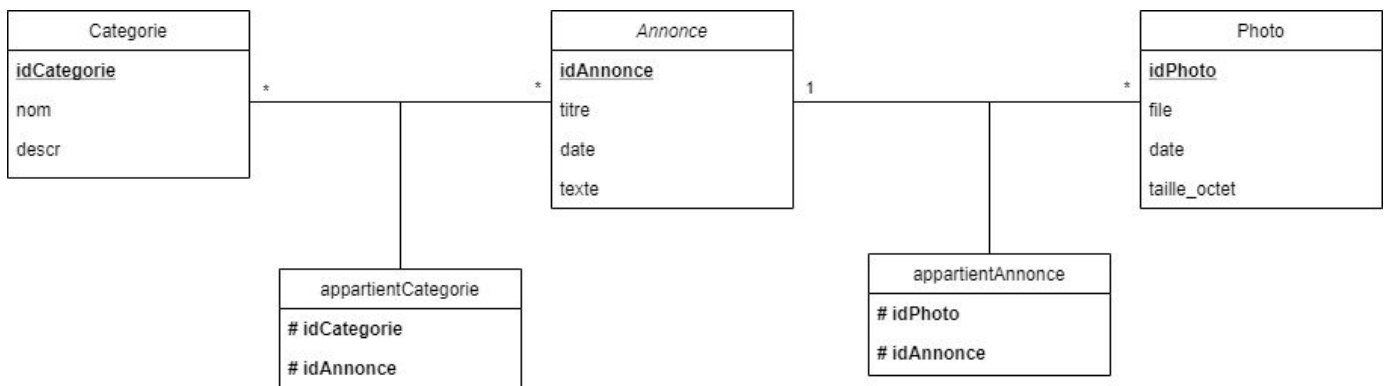 Categorie
idCategorie
nom
descr
*
*
Annonce
idAnnonce
titre
date
texte
1
*
Photo
idPhoto
file
date
taille_octet
appartientCategorie
# idCategorie
# idAnnonce
appartientAnnonce
# idPhoto
# idAnnonce